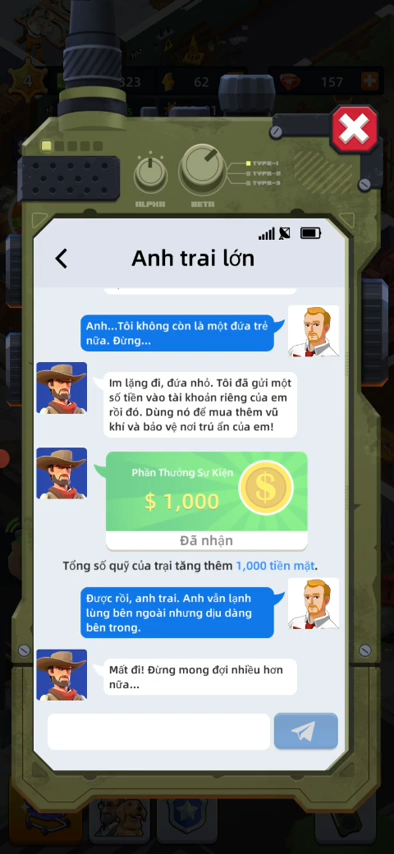 4
323
62
157
TYPE-1
TYPE-2
TYPE-3
ALPHA
BETA
Anh trai lớn
Anh...Tôi không còn là một đứa trẻ
nữa. Đừng...
Im lặng đi, đứa nhỏ. Tôi đã gửi một
số tiền vào tài khoản riêng của em
rồi đó. Dùng nó để mua thêm vũ
khí và bảo vệ nơi trú ẩn của em!
Phần Thưởng Sự Kiện
$ 1,000
Đã nhận
Tổng số quỹ của trại tăng thêm 1,000 tiền mặt.
Được rồi, anh trai. Anh vẫn lạnh
lùng bên ngoài nhưng dịu dàng
bên trong.
Mất đi! Đừng mong đợi nhiều hơn
nữa...